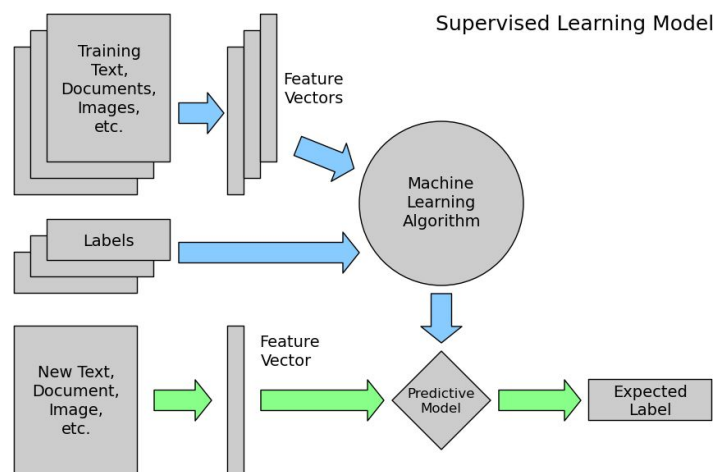 Supervised Learning Model
Training
Text,
Documents,
Images,
etc.
Feature
Vectors
Machine
Learning
Algorithm
Labels
New Text,
Document,
Image,
etc.
Feature
Vector
Predictive
Model
Expected
Label